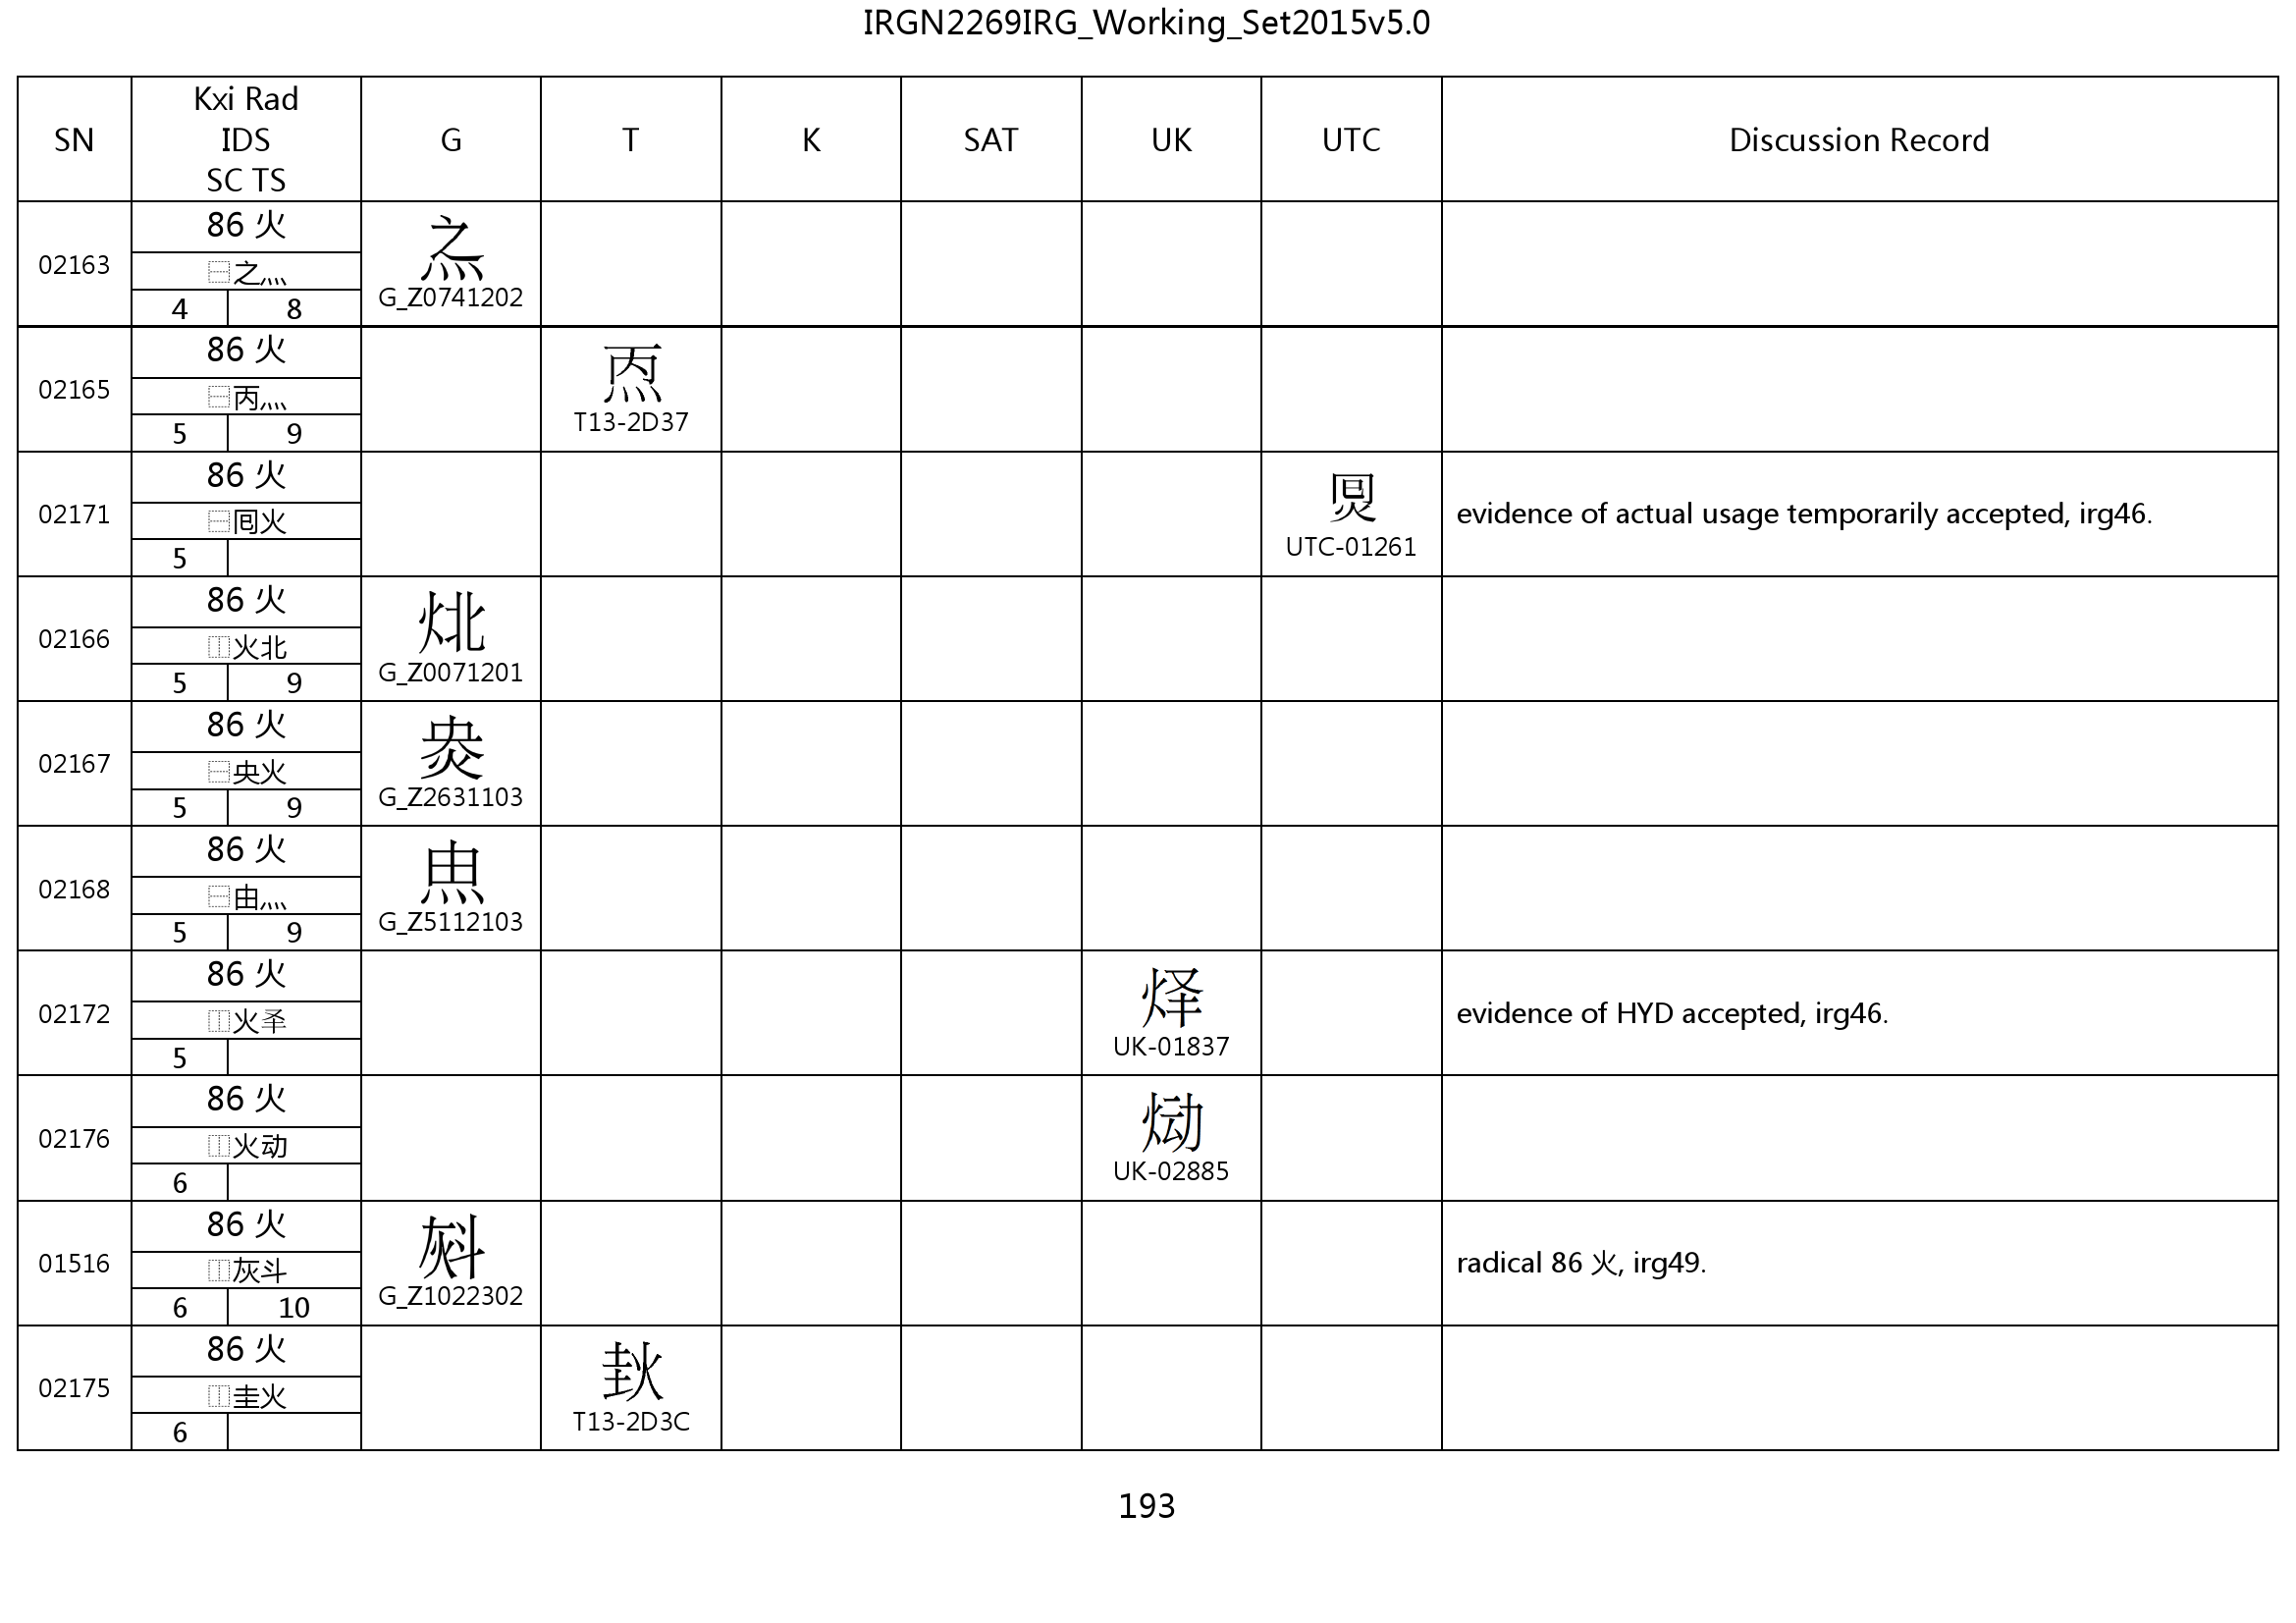 IRGN2269IRG_Working_Set2015v5.0
SN Kxi Rad IDS SC TS G T K SAT UK UTC Discussion Record
02163
86 火
⿱之灬
4 8
G_Z0741202
02165
86 火
⿱丙灬
5 9
T13-2D37
02171
86 火
⿱囘火
5
UTC-01261
evidence of actual usage temporarily accepted, irg46.
02166
86 火
⿰火北
5 9
G_Z0071201
02167
86 火
⿱央火
5 9
G_Z2631103
02168
86 火
⿱由灬
5 9
G_Z5112103
02172
86 火
⿰火𠀐
5
UK-01837
evidence of HYD accepted, irg46.
02176
86 火
⿰火动
6
UK-02885
01516
86 火
⿰灰斗
6 10
G_Z1022302
radical 86 火, irg49.
02175
86 火
⿰圭火
6
T13-2D3C
193